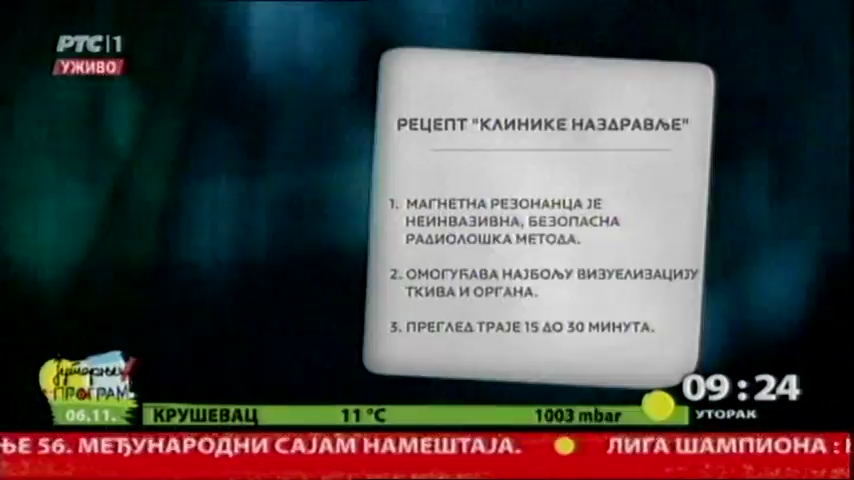 РТС|1
УЖИВО
РЕЦЕПТ "КЛИНИКЕ НАЗДРАВЉЕ"
1. МАГНЕТНА РЕЗОНАНЦА ЈЕ
НЕИНВАЗИВНА, БЕЗОПАСНА
РАДИОЛОШКА МЕТОДА.
2. ОМОГУЋАВА НАЈБОЉУ ВИЗУЕЛИЗАЦИЈУ
ТКИВА И ОРГАНА.
3. ПРЕГЛЕД ТРАЈЕ 15 ДО 30 МИНУТА.
Јутарњи
ПРОГРАМ
09:24
06.11. КРУШЕВАЦ 11 °C 1003 mbar УТОРАК
ЊЕ 56. МЕЂУНАРОДНИ САЈАМ НАМЕШТАЈА. ЛИГА ШАМПИОНА :